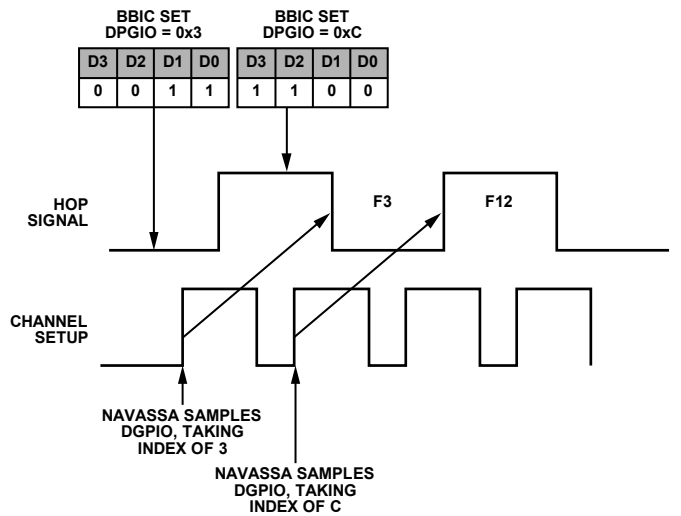 BBIC SET
DPGIO = 0x3
BBIC SET
DPGIO = 0xC
D3 D2 D1 D0
0 0 1 1
D3 D2 D1 D0
1 1 0 0
HOP
SIGNAL
F3
F12
CHANNEL
SETUP
NAVASSA SAMPLES
DGPIO, TAKING
INDEX OF 3
NAVASSA SAMPLES
DGPIO, TAKING
INDEX OF C